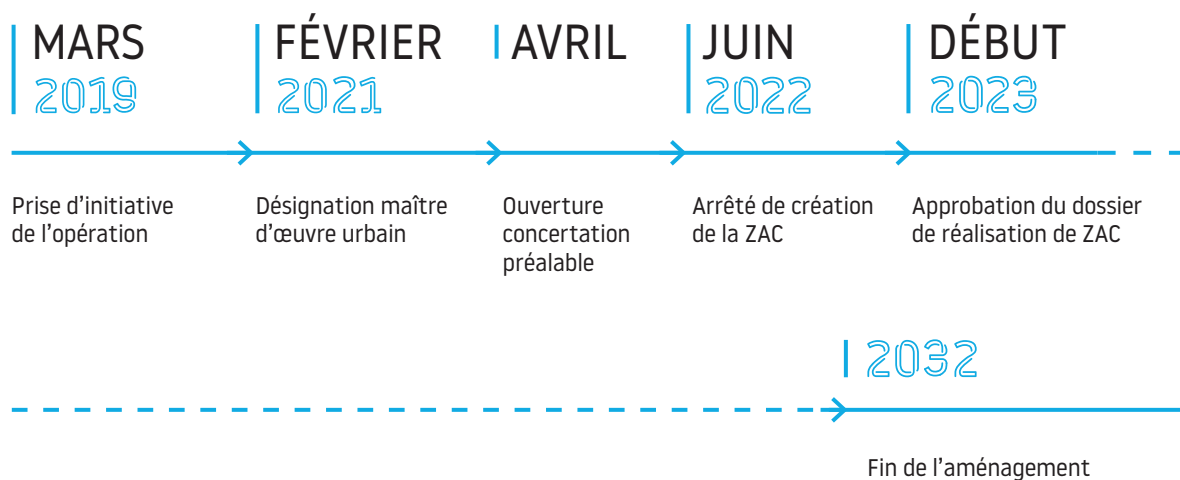 MARS
2019
Prise d'initiative
de l'opération
FÉVRIER
2021
Désignation maître
d'œuvre urbain
AVRIL
Ouverture
concertation
préalable
JUIN
2022
Arrêté de création
de la ZAC
DÉBUT
2023
Approbation du dossier
de réalisation de ZAC
2032
Fin de l'aménagement